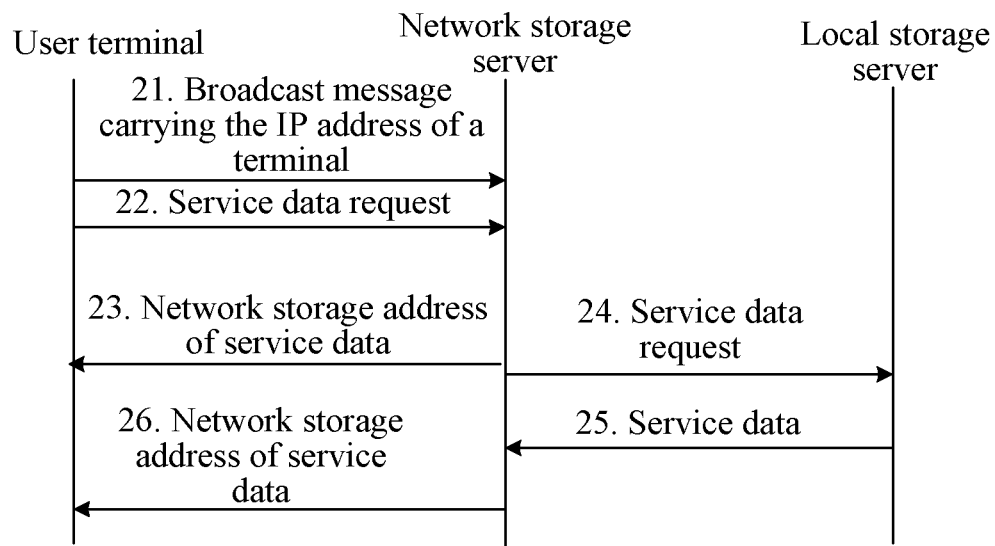 User terminal
Network storage
server
Local storage
server
21. Broadcast message
carrying the IP address of a
terminal
22. Service data request
23. Network storage address
of service data
24. Service data
request
25. Service data
26. Network storage
address of service
data